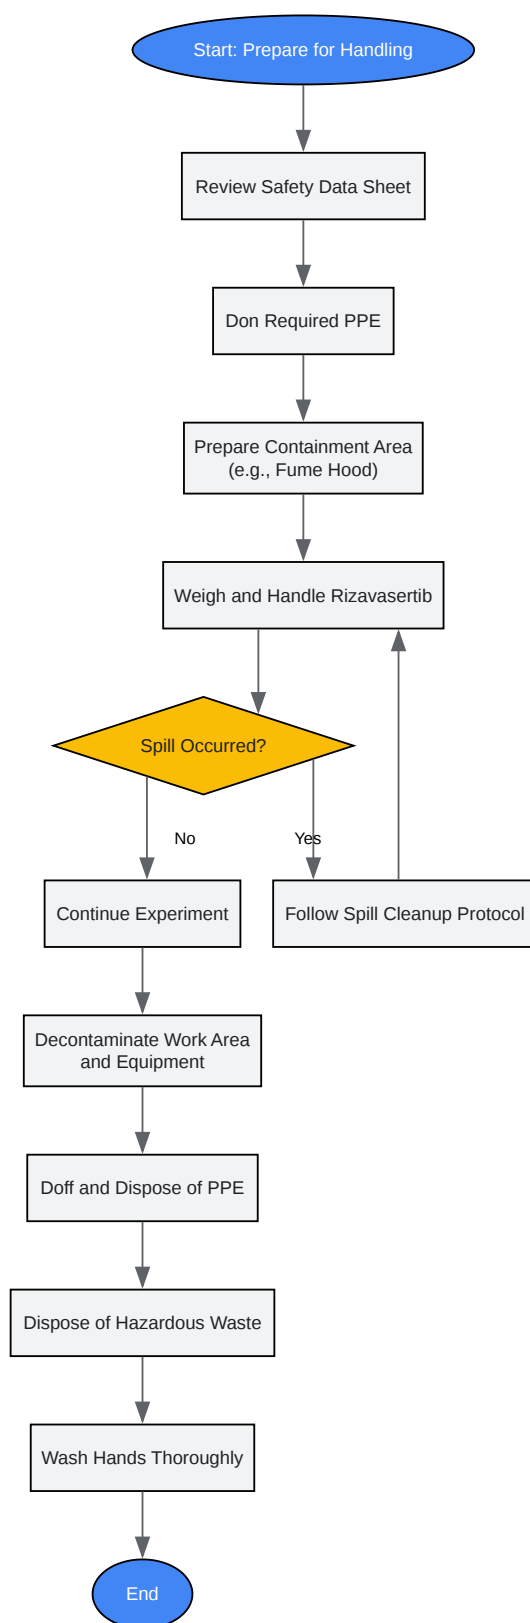 Start: Prepare for Handling
Review Safety Data Sheet
Don Required PPE
Prepare Containment Area
(e.g., Fume Hood)
Weigh and Handle Rizavasertib
Spill Occurred?
No
Yes
Continue Experiment
Follow Spill Cleanup Protocol
Decontaminate Work Area
and Equipment
Doff and Dispose of PPE
Dispose of Hazardous Waste
Wash Hands Thoroughly
End